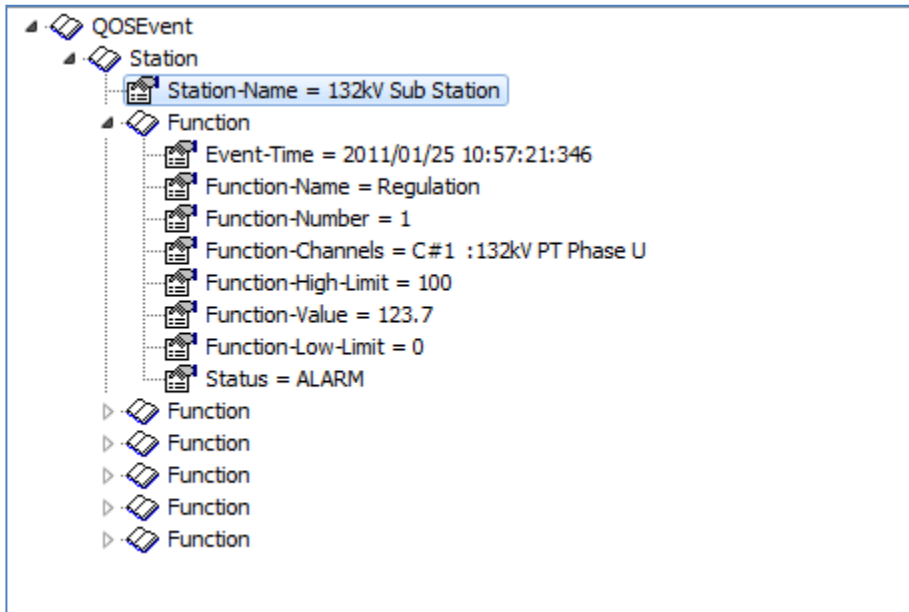 QOSEvent
Station
Station-Name = 132kV Sub Station
Function
Event-Time = 2011/01/25 10:57:21:346
Function-Name = Regulation
Function-Number = 1
Function-Channels = C#1 :132kV PT Phase U
Function-High-Limit = 100
Function-Value = 123.7
Function-Low-Limit = 0
Status = ALARM
Function
Function
Function
Function
Function